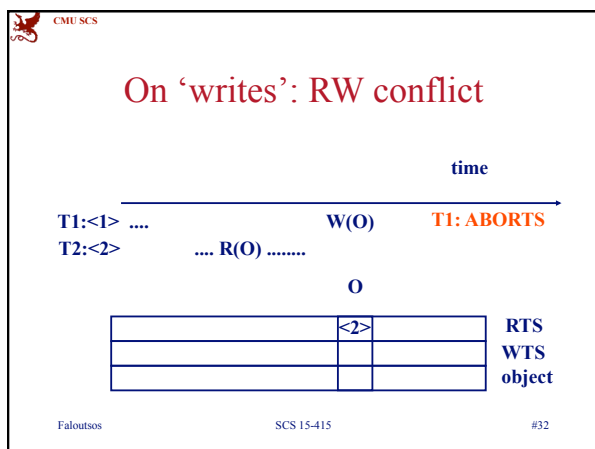 CMU SCS
On ‘writes’: RW conflict
time
T1:<1> .... W(O) T1: ABORTS
T2:<2> .... R(O) ........
O
<2> RTS
WTS
object
Faloutsos SCS 15-415 #32